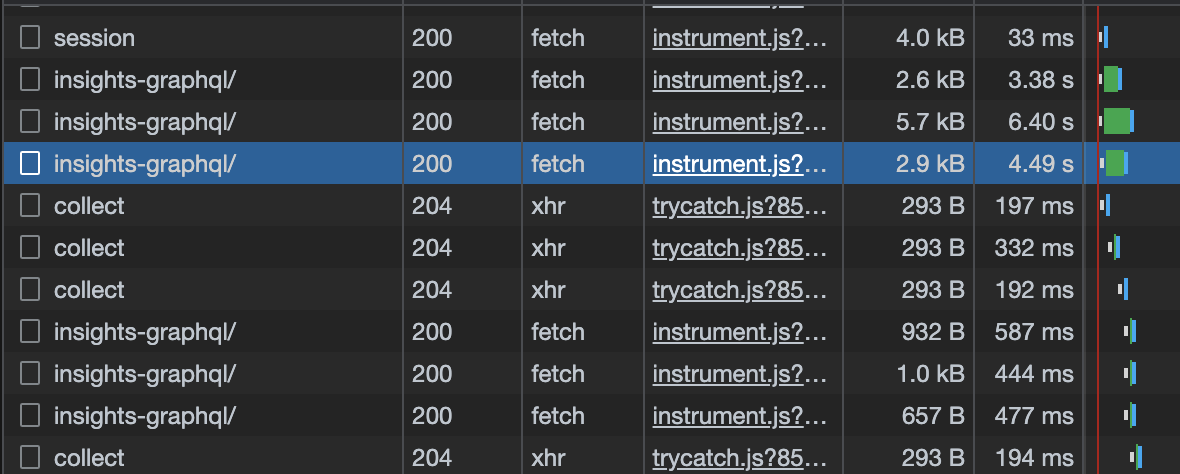 session 200 fetch instrument.js?... 4.0 kB 33 ms
insights-graphql/ 200 fetch instrument.js?... 2.6 kB 3.38 s
insights-graphql/ 200 fetch instrument.js?... 5.7 kB 6.40 s
insights-graphql/ 200 fetch instrument.js?... 2.9 kB 4.49 s
collect 204 xhr trycatch.js?85... 293 B 197 ms
collect 204 xhr trycatch.js?85... 293 B 332 ms
collect 204 xhr trycatch.js?85... 293 B 192 ms
insights-graphql/ 200 fetch instrument.js?... 932 B 587 ms
insights-graphql/ 200 fetch instrument.js?... 1.0 kB 444 ms
insights-graphql/ 200 fetch instrument.js?... 657 B 477 ms
collect 204 xhr trycatch.js?85... 293 B 194 ms